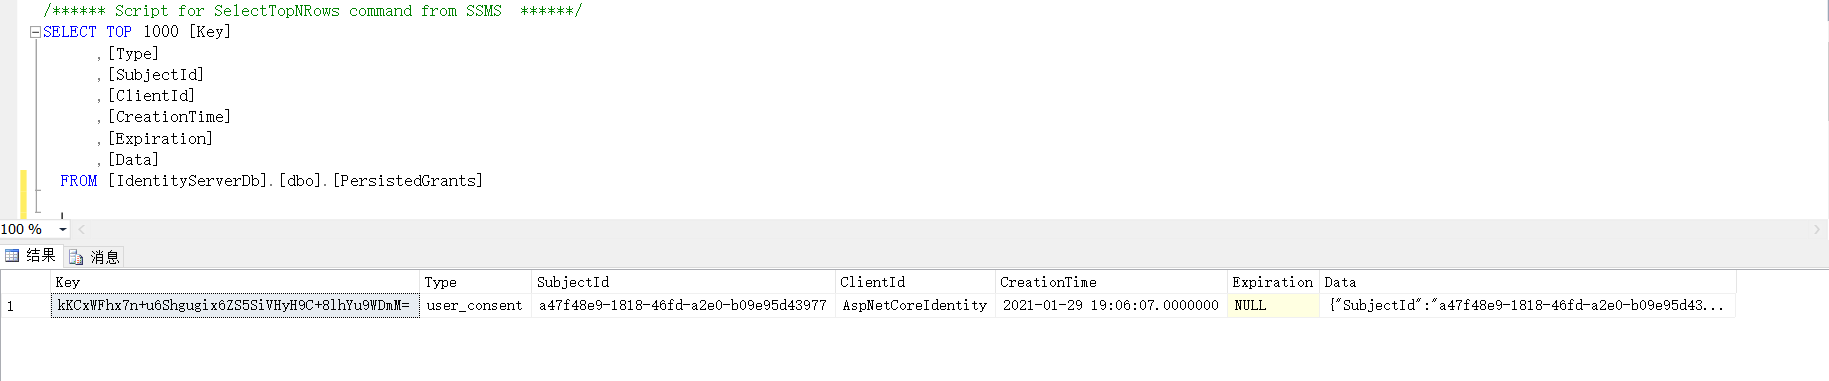 /****** Script for SelectTopNRows command from SSMS  ******/
SELECT TOP 1000 [Key]
,[Type]
,[SubjectId]
,[ClientId]
,[CreationTime]
,[Expiration]
,[Data]
FROM [IdentityServerDb].[dbo].[PersistedGrants]
100 %
结果 消息
Key Type SubjectId ClientId CreationTime Expiration Data
1 kKCxWFhx7n+u6Shgugix6ZS5SiVHyH9C+8lhYu9WDmM= user_consent a47f48e9-1818-46fd-a2e0-b09e95d43977 AspNetCoreIdentity 2021-01-29 19:06:07.0000000 NULL {"SubjectId":"a47f48e9-1818-46fd-a2e0-b09e95d43...